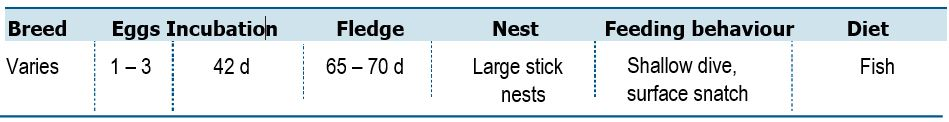 Breed Eggs Incubation Fledge Nest Feeding behaviour Diet
Varies 1 – 3 42 d 65 – 70 d Large stick Shallow dive, Fish
nests surface snatch